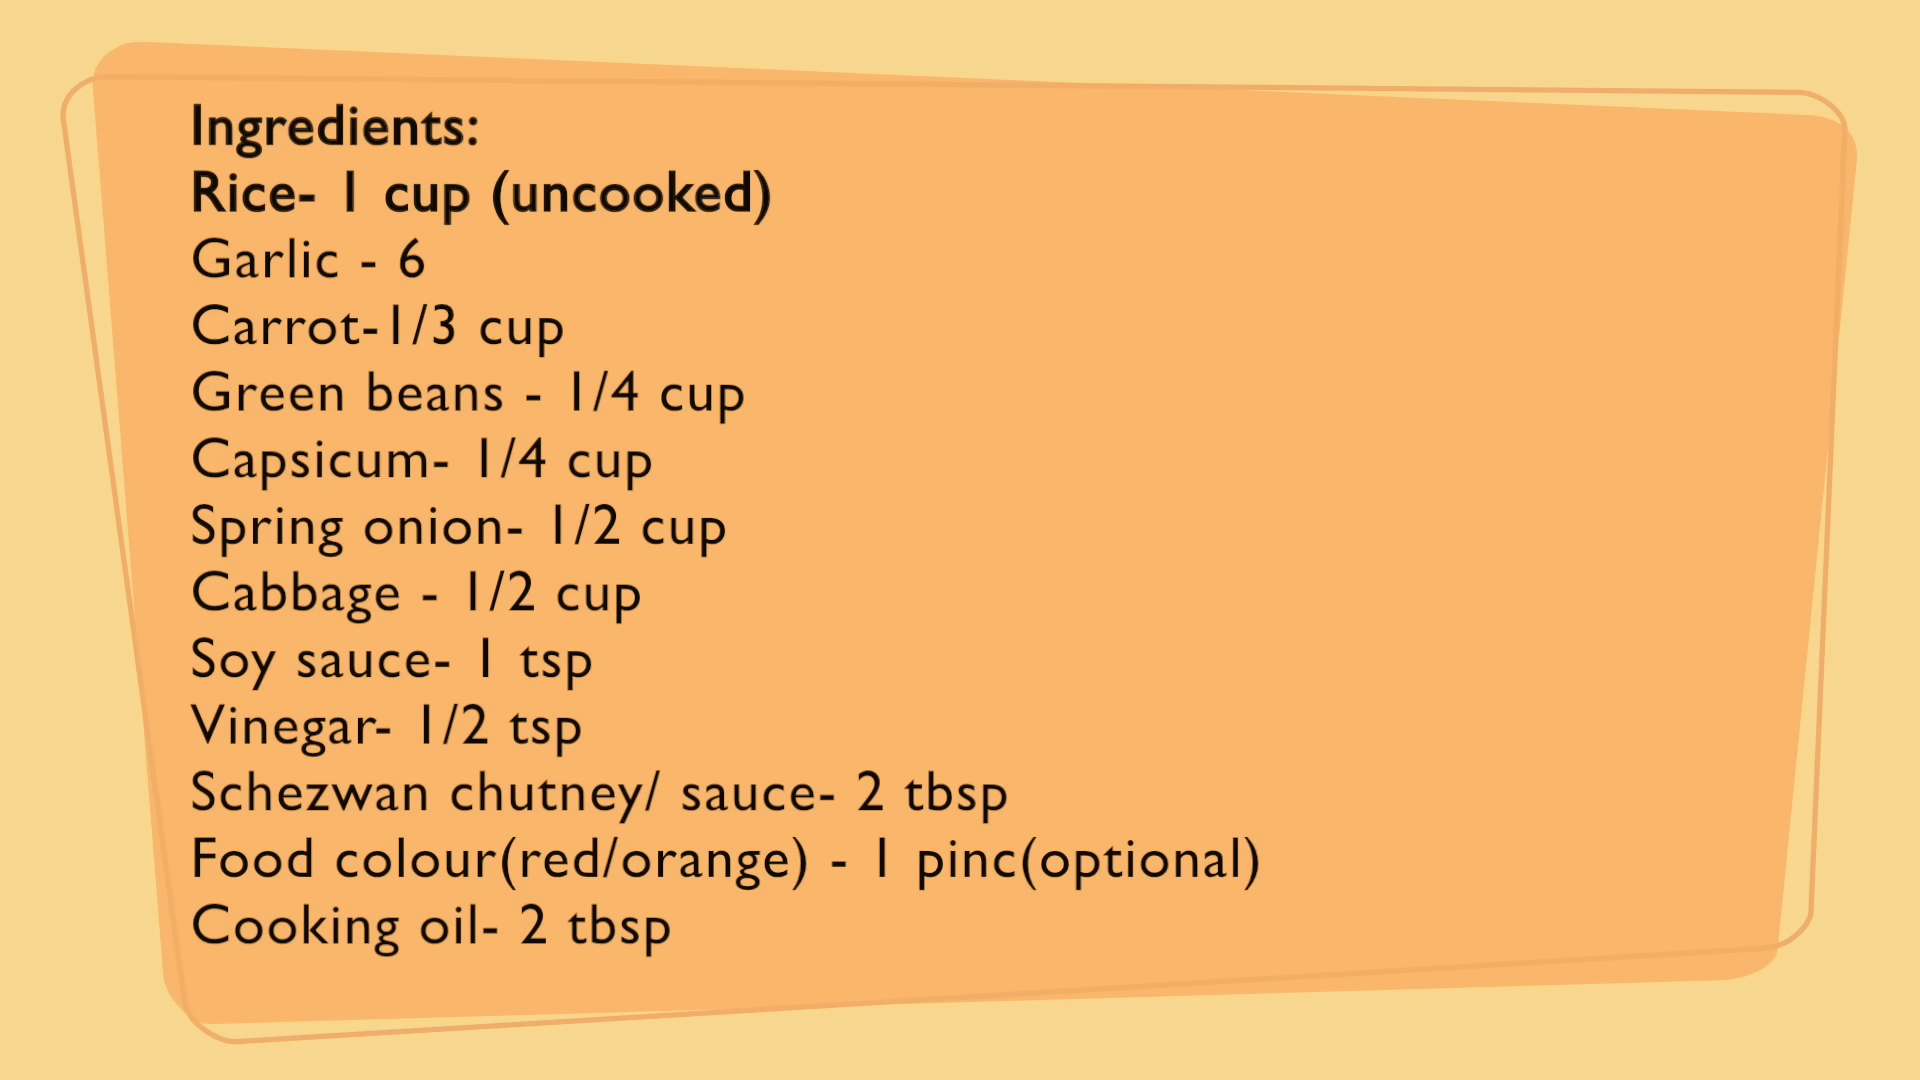 Ingredients:
Rice- 1 cup (uncooked)
Garlic - 6
Carrot-1/3 cup
Green beans - 1/4 cup
Capsicum- 1/4 cup
Spring onion- 1/2 cup
Cabbage - 1/2 cup
Soy sauce- 1 tsp
Vinegar- 1/2 tsp
Schezwan chutney/ sauce- 2 tbsp
Food colour(red/orange) - 1 pinc(optional)
Cooking oil- 2 tbsp